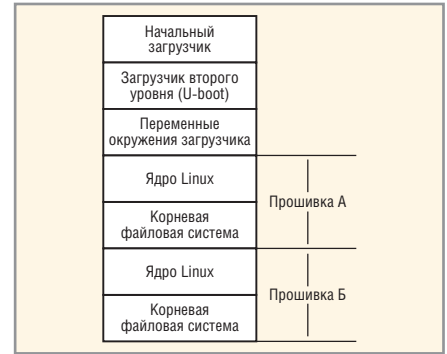 Начальный
загрузчик
Загрузчик второго
уровня (U-boot)
Переменные
окружения загрузчика
Ядро Linux
Корневая
файловая система
Прошивка А
Ядро Linux
Корневая
файловая система
Прошивка Б